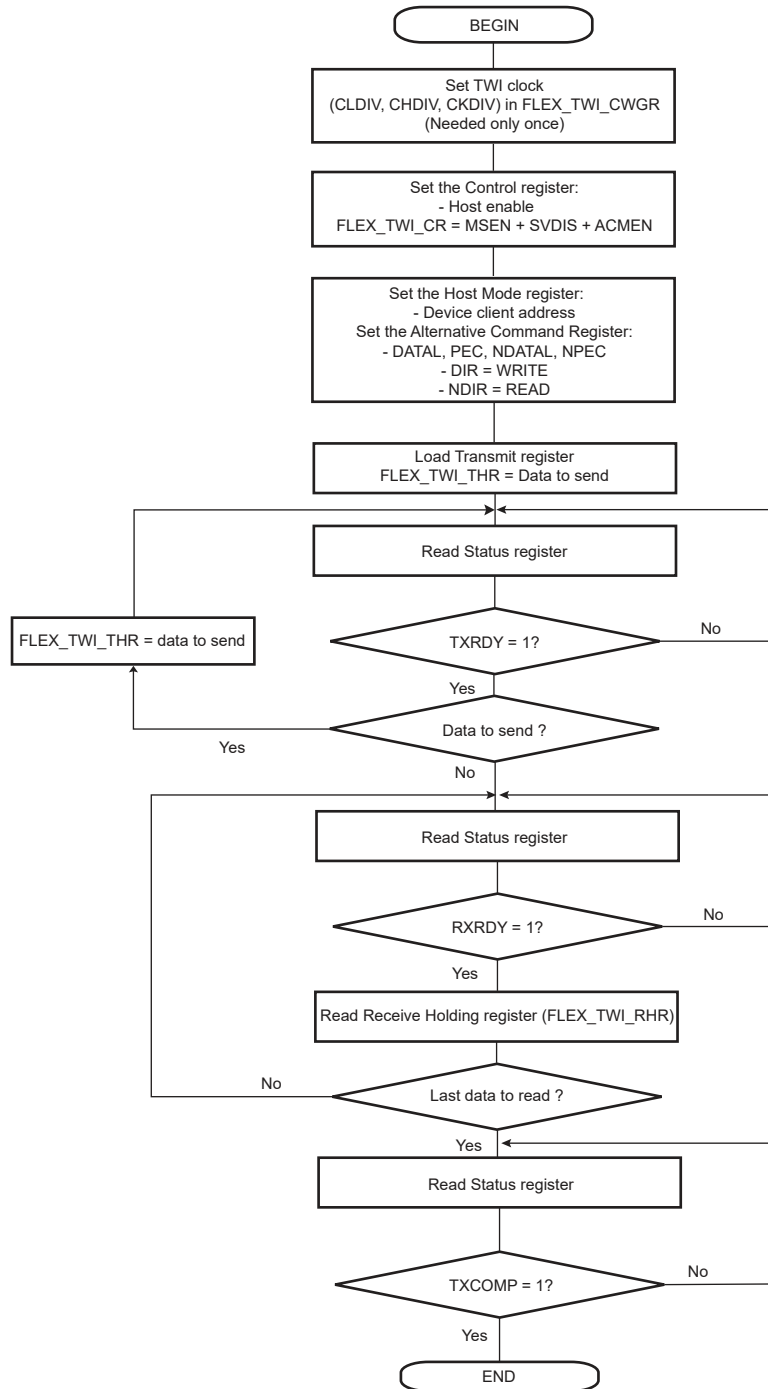 BEGIN
Set TWI clock
(CLDIV, CHDIV, CKDIV) in FLEX_TWI_CWGR
(Needed only once)
Set the Control register:
- Host enable
FLEX_TWI_CR = MSEN + SVDIS + ACMEN
Set the Host Mode register:
- Device client address
Set the Alternative Command Register:
- DATAL, PEC, NDATAL, NPEC
- DIR = WRITE
- NDIR = READ
Load Transmit register
FLEX_TWI_THR = Data to send
Read Status register
FLEX_TWI_THR = data to send
TXRDY = 1?
No
Yes
Data to send ?
Yes
No
Read Status register
RXRDY = 1?
No
Yes
Read Receive Holding register (FLEX_TWI_RHR)
No
Last data to read ?
Yes
Read Status register
TXCOMP = 1?
No
Yes
END